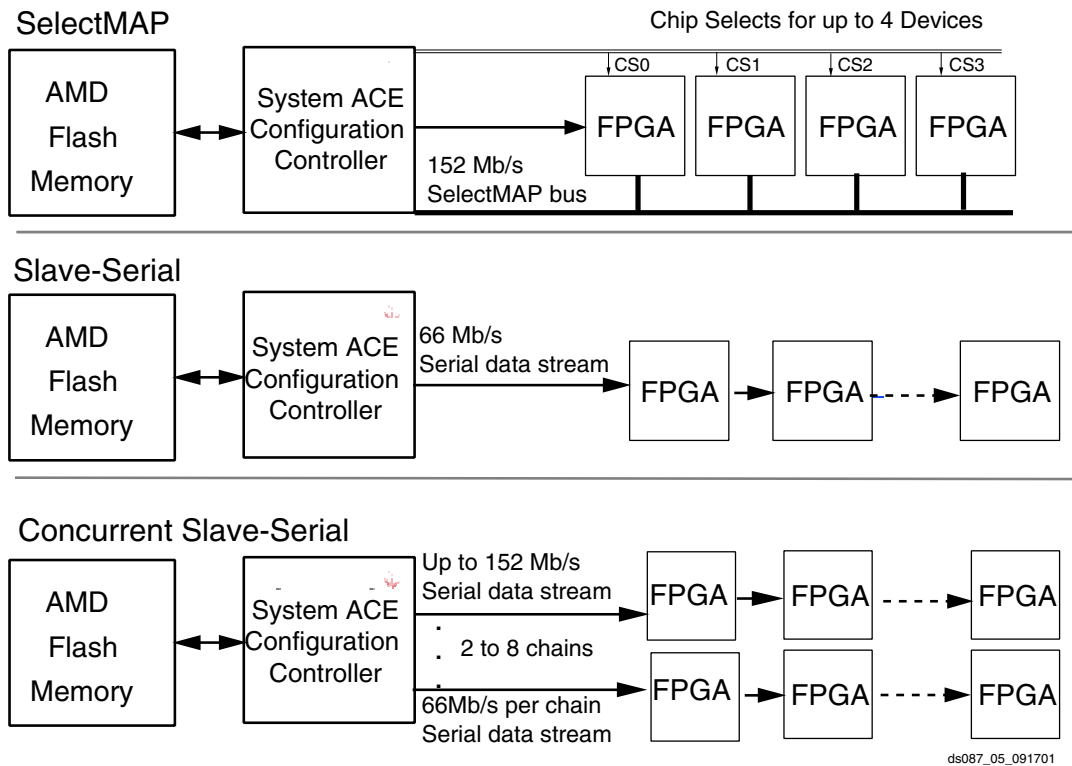 SelectMAP
Chip Selects for up to 4 Devices
AMD
Flash
Memory
System ACE
Configuration
Controller
152 Mb/s
SelectMAP bus
CS0
CS1
CS2
CS3
FPGA
FPGA
FPGA
FPGA
Slave-Serial
AMD
Flash
Memory
System ACE
Configuration
Controller
66 Mb/s
Serial data stream
FPGA
FPGA
FPGA
Concurrent Slave-Serial
AMD
Flash
Memory
System ACE
Configuration
Controller
Up to 152 Mb/s
Serial data stream
2 to 8 chains
66Mb/s per chain
Serial data stream
FPGA
FPGA
FPGA
FPGA
FPGA
FPGA
ds087_05_091701